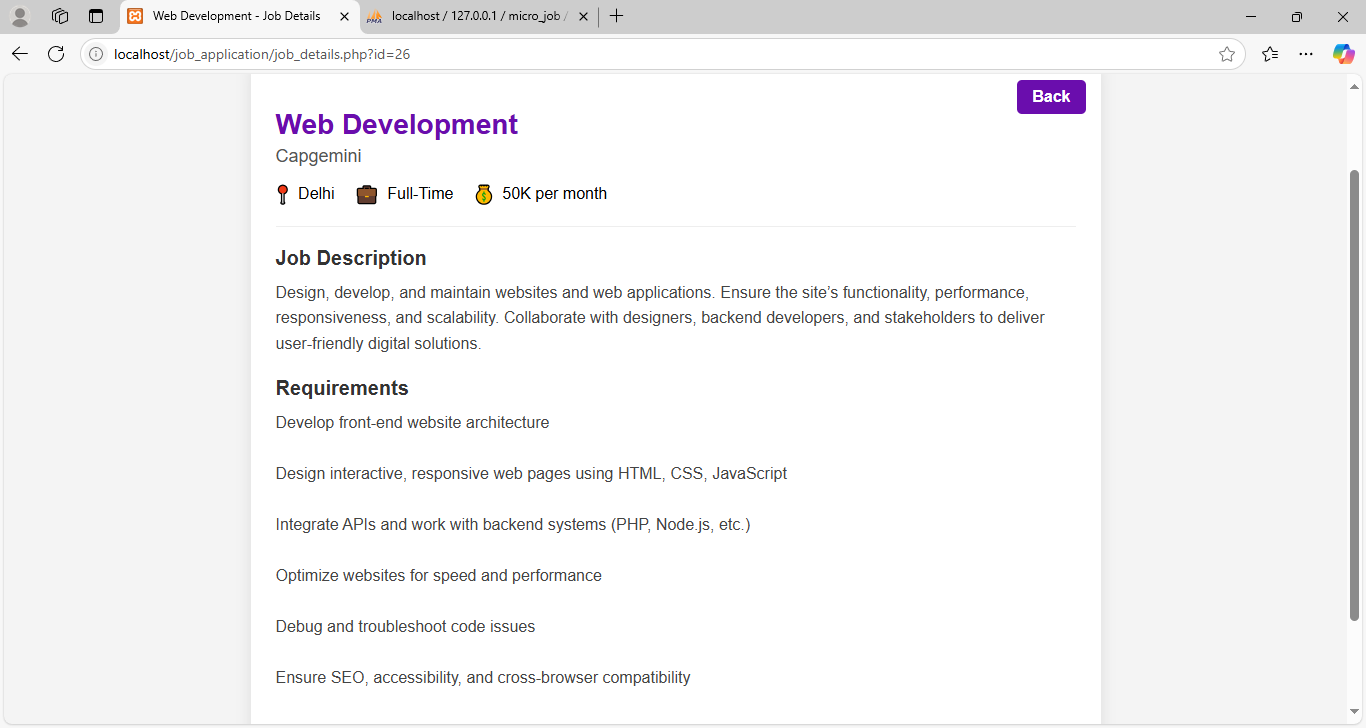 Web Development - Job Details
localhost / 127.0.0.1 / micro_job /
localhost/job_application/job_details.php?id=26
Back
Web Development
Capgemini
Delhi Full-Time 50K per month
Job Description
Design, develop, and maintain websites and web applications. Ensure the site’s functionality, performance,
responsiveness, and scalability. Collaborate with designers, backend developers, and stakeholders to deliver
user-friendly digital solutions.
Requirements
Develop front-end website architecture
Design interactive, responsive web pages using HTML, CSS, JavaScript
Integrate APIs and work with backend systems (PHP, Node.js, etc.)
Optimize websites for speed and performance
Debug and troubleshoot code issues
Ensure SEO, accessibility, and cross-browser compatibility